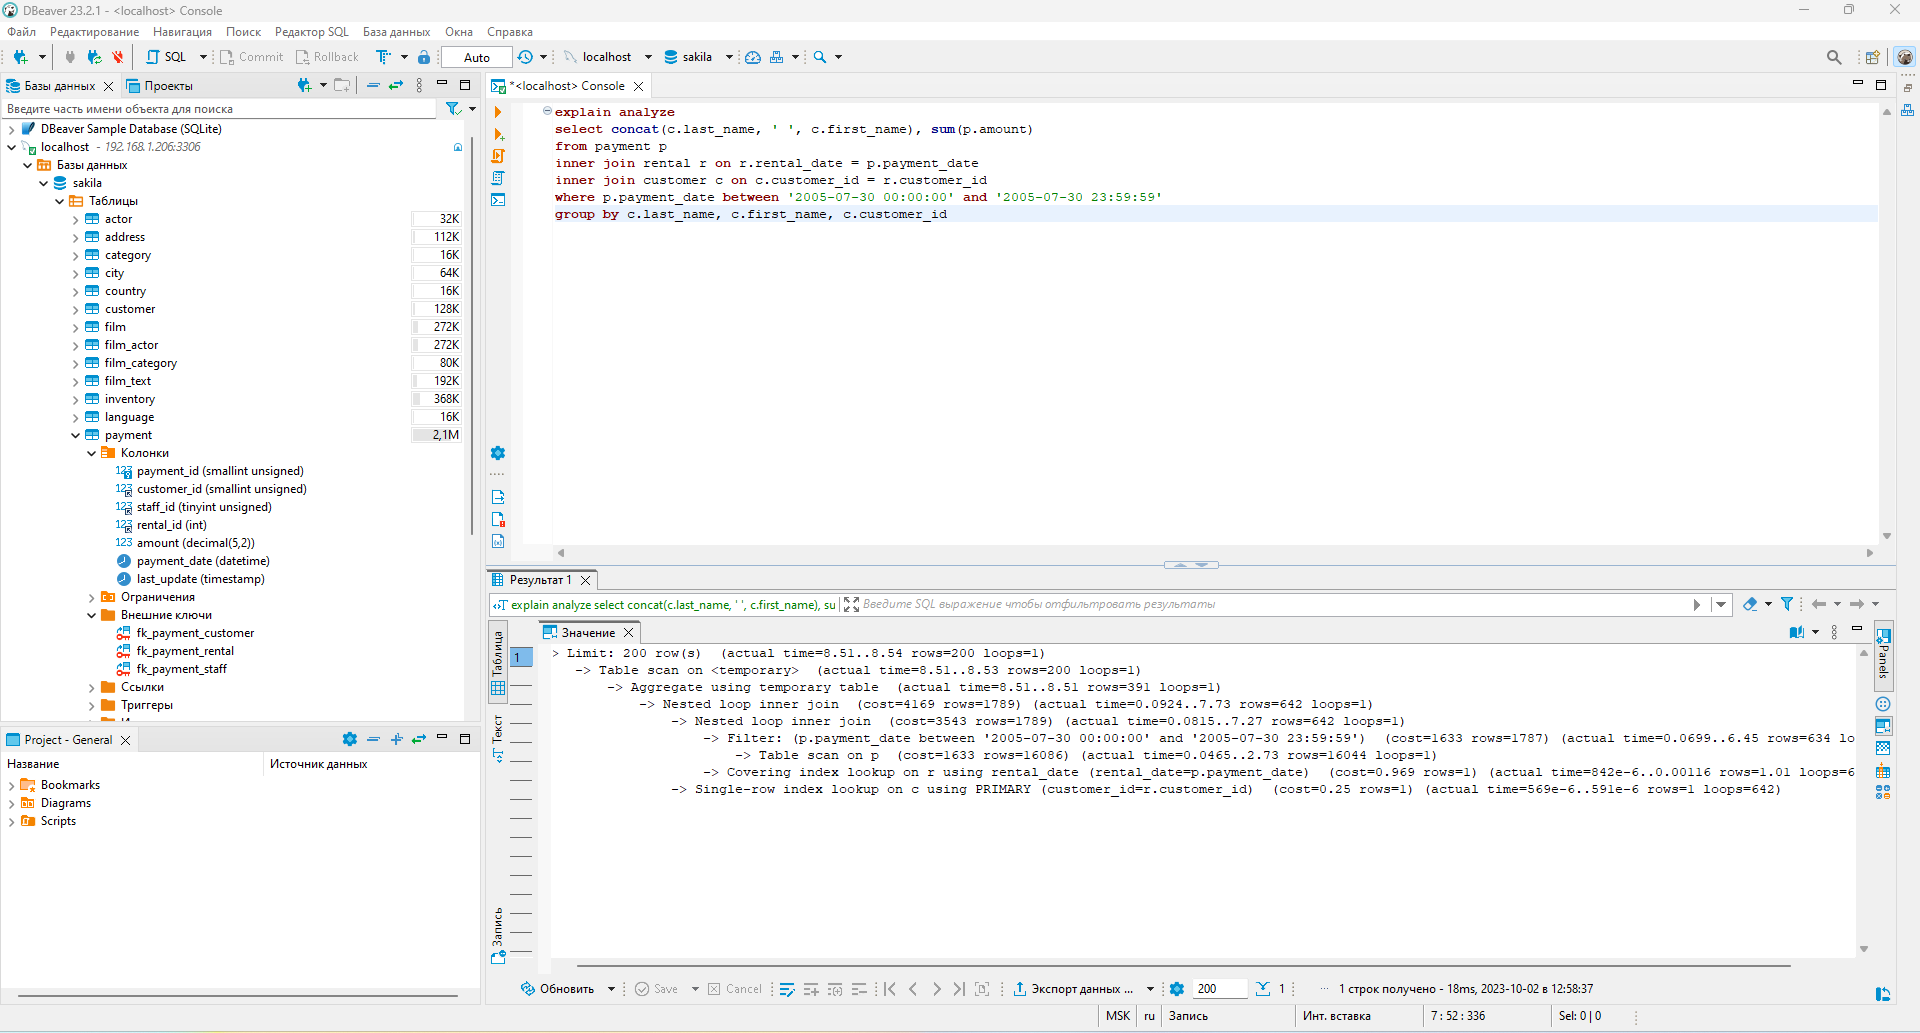 DBeaver 23.2.1 - <localhost> Console
Файл Редактирование Навигация Поиск Редактор SQL База данных Окна Справка
SQL Commit Rollback Auto localhost sakila
Базы данных Проекты
Введите часть имени объекта для поиска
DBeaver Sample Database (SQLite)
localhost - 192.168.1.206:3306
Базы данных
sakila
Таблицы
actor 32K
address 112K
category 16K
city 64K
country 16K
customer 128K
film 272K
film_actor 272K
film_category 80K
film_text 192K
inventory 368K
language 16K
payment 2,1M
Колонки
payment_id (smallint unsigned)
customer_id (smallint unsigned)
staff_id (tinyint unsigned)
rental_id (int)
amount (decimal(5,2))
payment_date (datetime)
last_update (timestamp)
Ограничения
Внешние ключи
fk_payment_customer
fk_payment_rental
fk_payment_staff
Ссылки
Триггеры
Project - General
Название Источник данных
Bookmarks
Diagrams
Scripts
*<localhost> Console
explain analyze
select concat(c.last_name, ' ', c.first_name), sum(p.amount)
from payment p
inner join rental r on r.rental_date = p.payment_date
inner join customer c on c.customer_id = r.customer_id
where p.payment_date between '2005-07-30 00:00:00' and '2005-07-30 23:59:59'
group by c.last_name, c.first_name, c.customer_id
Результат 1
explain analyze select concat(c.last_name, ' ', c.first_name), su Введите SQL выражение чтобы отфильтровать результаты
Таблица
Текст
Запись
Значение
Panels
1
> Limit: 200 row(s) (actual time=8.51..8.54 rows=200 loops=1)
-> Table scan on <temporary> (actual time=8.51..8.53 rows=200 loops=1)
-> Aggregate using temporary table (actual time=8.51..8.51 rows=391 loops=1)
-> Nested loop inner join (cost=4169 rows=1789) (actual time=0.0924..7.73 rows=642 loops=1)
-> Nested loop inner join (cost=3543 rows=1789) (actual time=0.0815..7.27 rows=642 loops=1)
-> Filter: (p.payment_date between '2005-07-30 00:00:00' and '2005-07-30 23:59:59') (cost=1633 rows=1787) (actual time=0.0699..6.45 rows=634 lo
-> Table scan on p (cost=1633 rows=16086) (actual time=0.0465..2.73 rows=16044 loops=1)
-> Covering index lookup on r using rental_date (rental_date=p.payment_date) (cost=0.969 rows=1) (actual time=842e-6..0.00116 rows=1.01 loops=6
-> Single-row index lookup on c using PRIMARY (customer_id=r.customer_id) (cost=0.25 rows=1) (actual time=569e-6..591e-6 rows=1 loops=642)
Обновить Save Cancel Экспорт данных ... 200 1 ... 1 строк получено - 18ms, 2023-10-02 в 12:58:37
MSK ru Запись Инт. вставка 7 : 52 : 336 Sel: 0 | 0